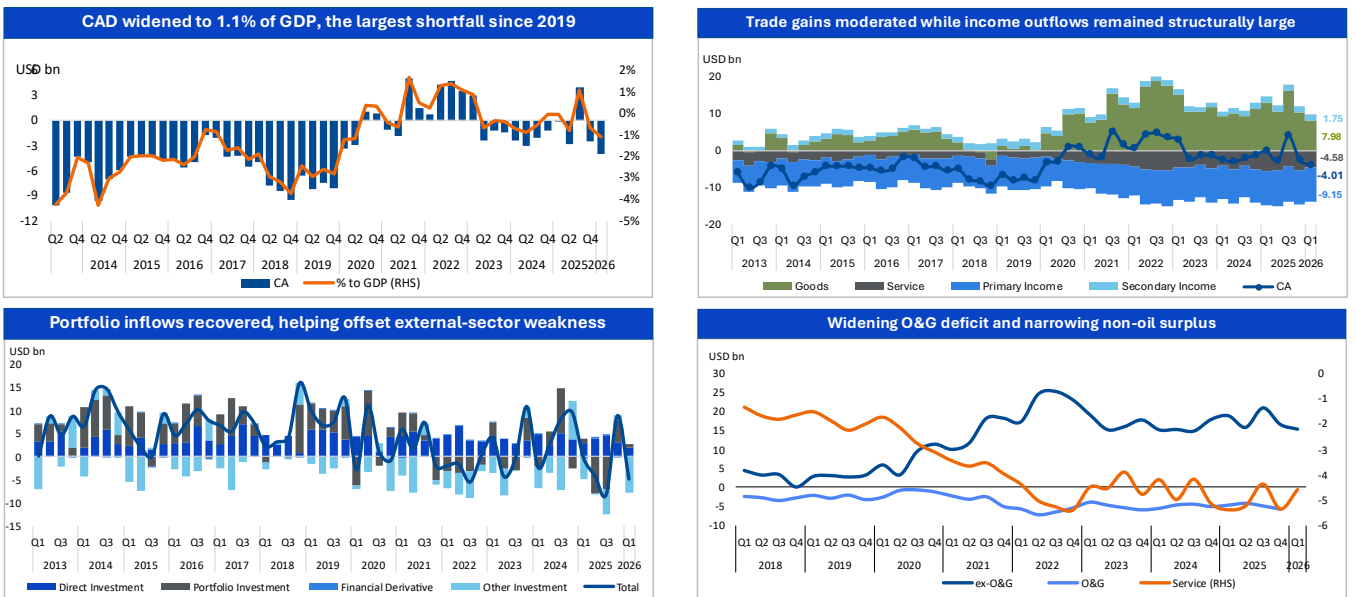 CAD widened to 1.1% of GDP, the largest shortfall since 2019
USD bn
6
3
0
-3
-6
-9
-12
2%
1%
0%
-1%
-2%
-3%
-4%
-5%
Q2 Q4 Q2 Q4 Q2 Q4 Q2 Q4 Q2 Q4 Q2 Q4 Q2 Q4 Q2 Q4 Q2 Q4 Q2 Q4 Q2 Q4 Q2 Q4 Q2 Q4
2014 2015 2016 2017 2018 2019 2020 2021 2022 2023 2024 2025 2026
CA % to GDP (RHS)
Trade gains moderated while income outflows remained structurally large
USD bn
20
10
0
-10
-20
1.75
7.98
-4.58
-4.01
-9.15
Q1 Q3 Q1 Q3 Q1 Q3 Q1 Q3 Q1 Q3 Q1 Q3 Q1 Q3 Q1 Q3 Q1 Q3 Q1 Q3 Q1 Q3 Q1 Q3 Q1 Q3 Q1
2013 2014 2015 2016 2017 2018 2019 2020 2021 2022 2023 2024 2025 2026
Goods Service Primary Income Secondary Income CA
Portfolio inflows recovered, helping offset external-sector weakness
USD bn
20
15
10
5
0
-5
-10
-15
Q1 Q3 Q1 Q3 Q1 Q3 Q1 Q3 Q1 Q3 Q1 Q3 Q1 Q3 Q1 Q3 Q1 Q3 Q1 Q3 Q1 Q3 Q1 Q3 Q1 Q3 Q1
2013 2014 2015 2016 2017 2018 2019 2020 2021 2022 2023 2024 2025 2026
Direct Investment Portfolio Investment Financial Derivative Other Investment Total
Widening O&G deficit and narrowing non-oil surplus
USD bn
30
25
20
15
10
5
0
-5
-10
0
-1
-2
-3
-4
-5
-6
Q1 Q2 Q3 Q4 Q1 Q2 Q3 Q4 Q1 Q2 Q3 Q4 Q1 Q2 Q3 Q4 Q1 Q2 Q3 Q4 Q1 Q2 Q3 Q4 Q1 Q2 Q3 Q4 Q1 Q2 Q3 Q4 Q1
2018 2019 2020 2021 2022 2023 2024 2025 2026
ex-O&G O&G Service (RHS)